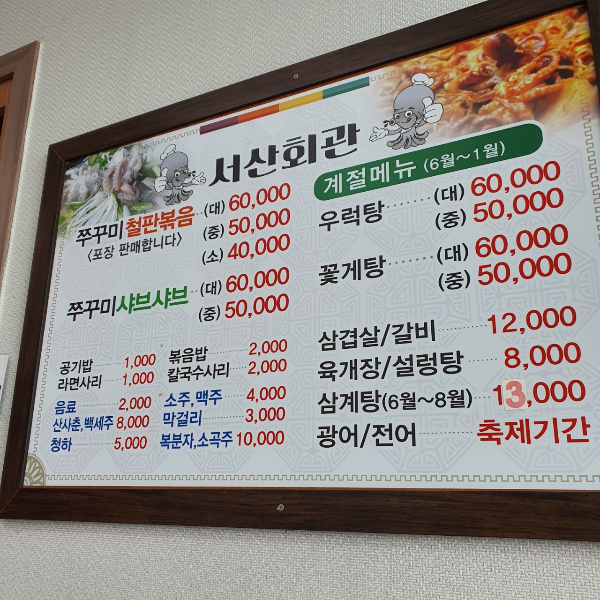 서산회관
쭈꾸미철판볶음 (대) 60,000
〈포장 판매합니다〉 (중) 50,000
(소) 40,000
쭈꾸미샤브샤브 (대) 60,000
(중) 50,000
공기밥 1,000 볶음밥 2,000
라면사리 1,000 칼국수사리 2,000
음료 2,000 소주, 맥주 4,000
산사춘, 백세주 8,000 막걸리 3,000
청하 5,000 복분자, 소곡주 10,000
계절메뉴 (6월~1월)
우럭탕 (대) 60,000
(중) 50,000
꽃게탕 (대) 60,000
(중) 50,000
삼겹살/갈비 12,000
육개장/설렁탕 8,000
삼계탕(6월~8월) 13,000
광어/전어 축제기간